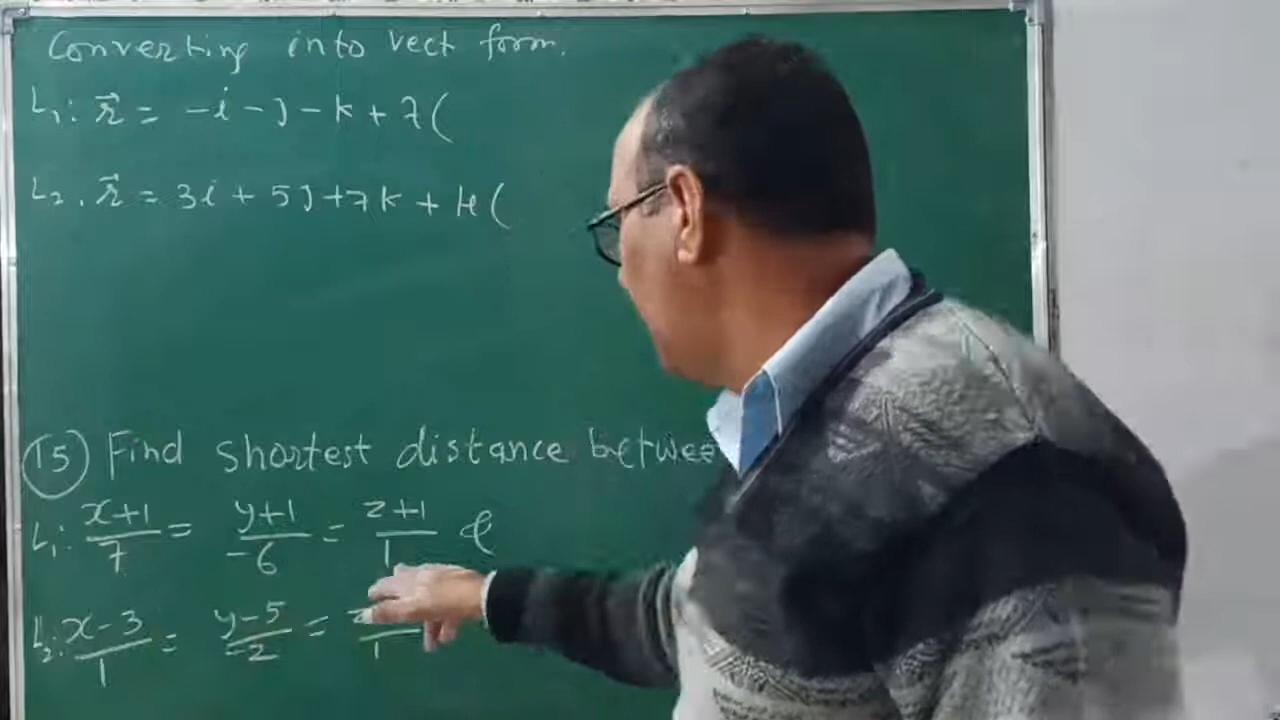 Converting into vect form.
L₁: r⃗ = -i - J - k + λ(
L₂. r⃗ = 3i + 5J + 7k + μ(
(15) Find shortest distance betwee
L₁: (x+1)/7 = (y+1)/-6 = (z+1)/1 &
L₂: (x-3)/1 = (y-5)/-2 = /1